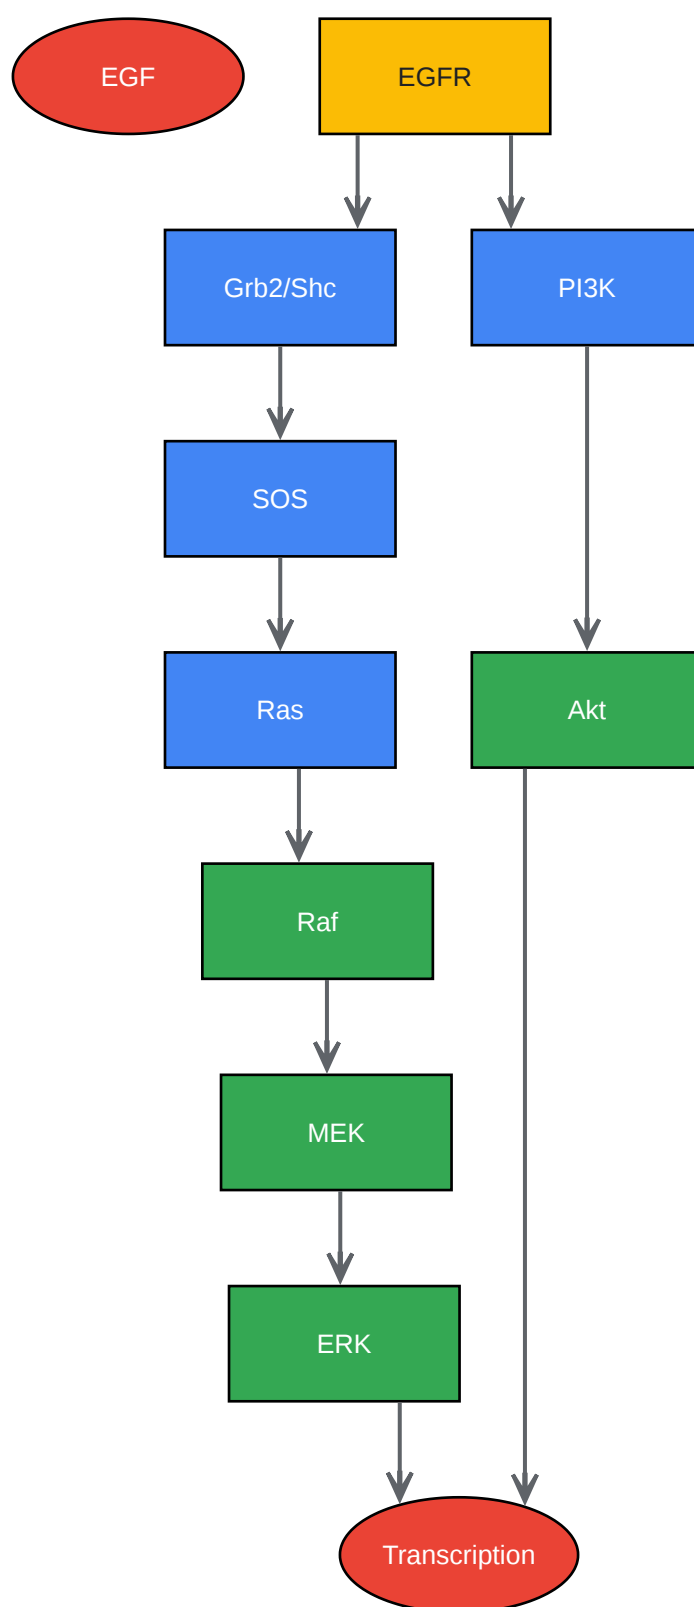 EGF
EGFR
Grb2/Shc
PI3K
SOS
Ras
Akt
Raf
MEK
ERK
Transcription